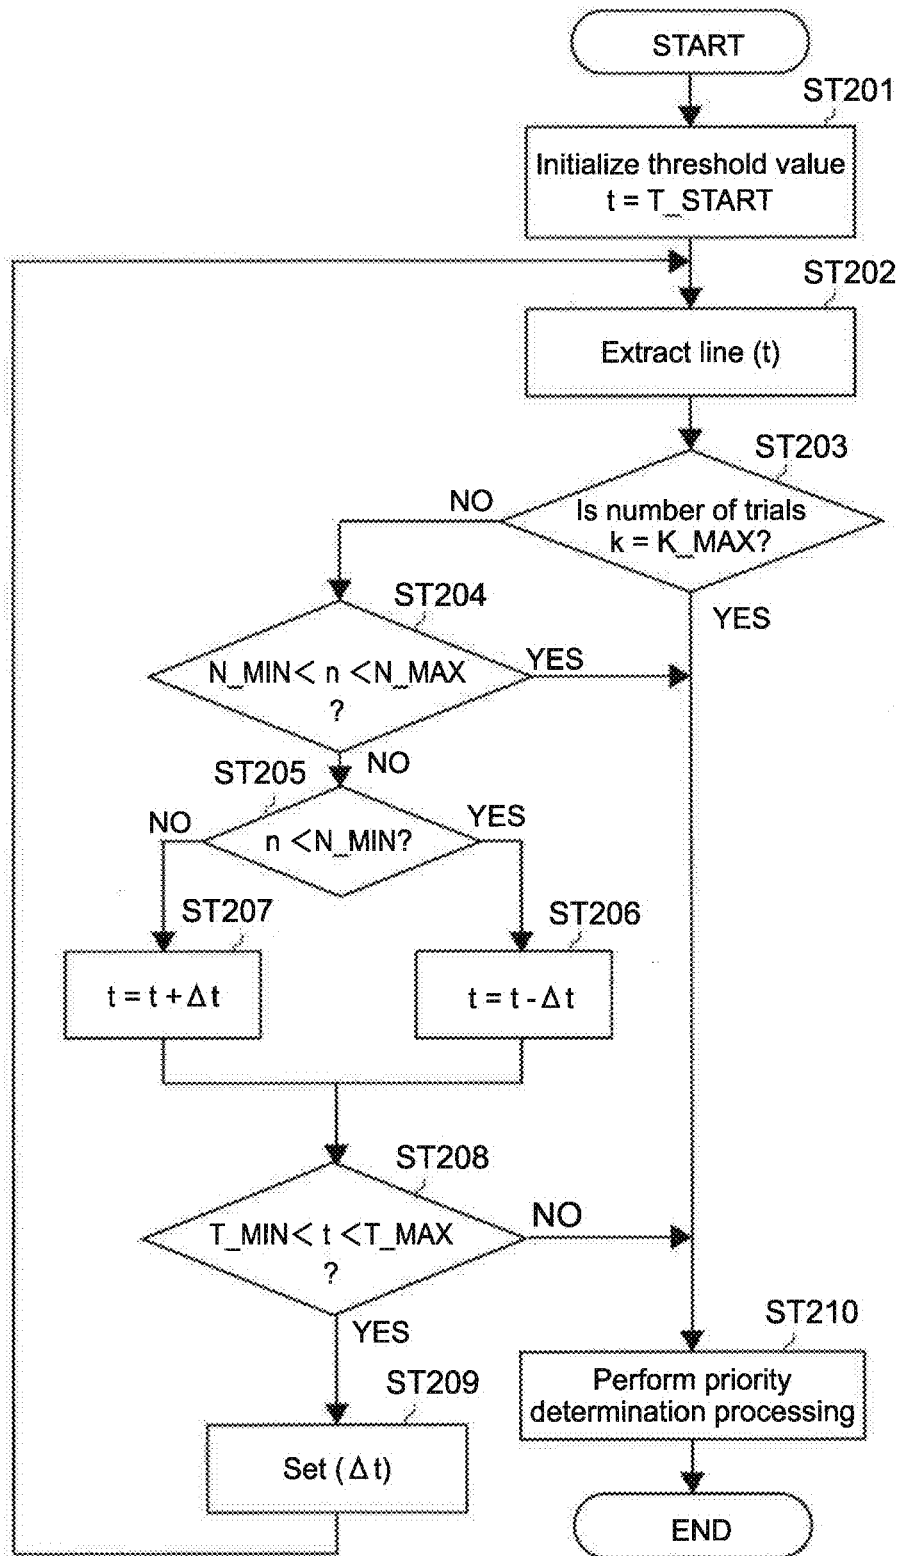 START
ST201
Initialize threshold value
t = T_START
ST202
Extract line (t)
ST203
Is number of trials
k = K_MAX?
NO
YES
ST204
N_MIN< n <N_MAX
?
YES
NO
ST205
n <N_MIN?
NO
YES
ST207
t = t + Δt
ST206
t = t - Δt
ST208
T_MIN< t <T_MAX
?
NO
YES
ST209
Set (Δt)
ST210
Perform priority
determination processing
END